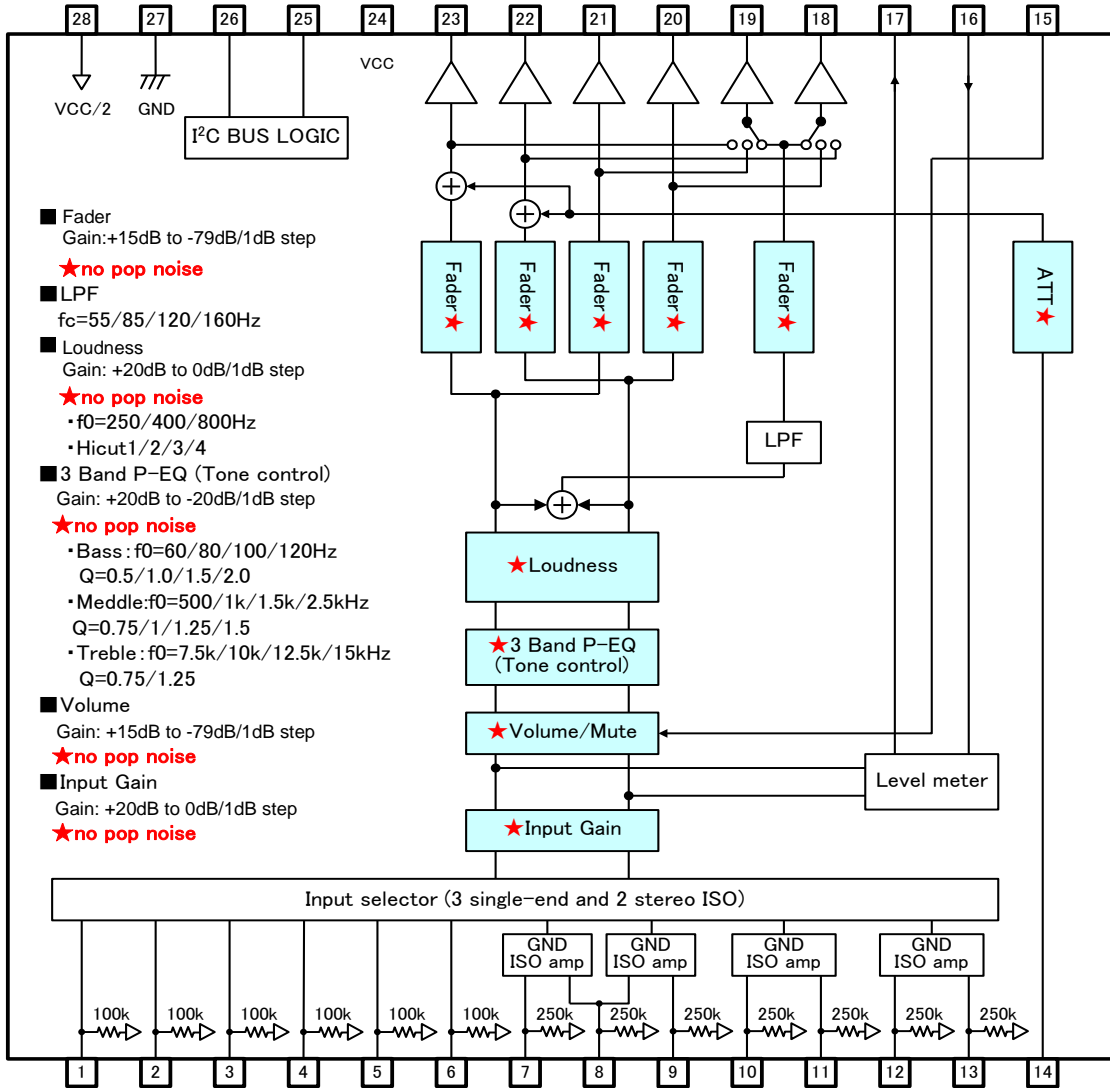 28 27 26 25 24 23 22 21 20 19 18 17 16 15
VCC
VCC/2
GND
I²C BUS LOGIC
■ Fader
Gain:+15dB to -79dB/1dB step
★no pop noise
■ LPF
fc=55/85/120/160Hz
■ Loudness
Gain: +20dB to 0dB/1dB step
★no pop noise
・f0=250/400/800Hz
・Hicut1/2/3/4
■ 3 Band P-EQ (Tone control)
Gain: +20dB to -20dB/1dB step
★no pop noise
・Bass:f0=60/80/100/120Hz
Q=0.5/1.0/1.5/2.0
・Meddle:f0=500/1k/1.5k/2.5kHz
Q=0.75/1/1.25/1.5
・Treble:f0=7.5k/10k/12.5k/15kHz
Q=0.75/1.25
■ Volume
Gain: +15dB to -79dB/1dB step
★no pop noise
■ Input Gain
Gain: +20dB to 0dB/1dB step
★no pop noise
Fader★
Fader★
Fader★
Fader★
Fader★
ATT★
LPF
★Loudness
★3 Band P-EQ
(Tone control)
★Volume/Mute
Level meter
★Input Gain
Input selector (3 single-end and 2 stereo ISO)
GND
ISO amp
GND
ISO amp
GND
ISO amp
GND
ISO amp
100k 100k 100k 100k 100k 100k 250k 250k 250k 250k 250k 250k 250k
1 2 3 4 5 6 7 8 9 10 11 12 13 14